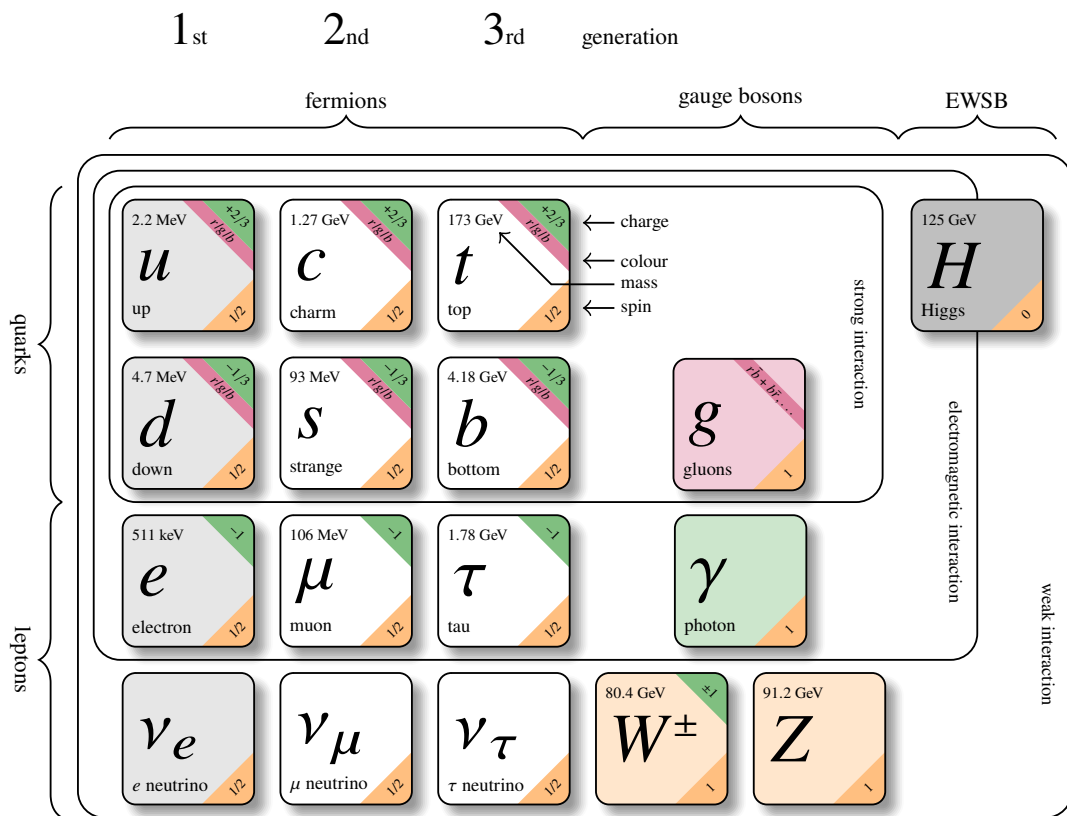 1st 2nd 3rd generation
fermions gauge bosons EWSB
quarks
leptons
2.2 MeV
+2/3
r/g/b
u
up
1/2
1.27 GeV
+2/3
r/g/b
c
charm
1/2
173 GeV
+2/3
r/g/b
t
top
1/2
charge
colour
mass
spin
125 GeV
H
Higgs
0
4.7 MeV
−1/3
r/g/b
d
down
1/2
93 MeV
−1/3
r/g/b
s
strange
1/2
4.18 GeV
−1/3
r/g/b
b
bottom
1/2
rb̄ + br̄, …
g
gluons
1
strong interaction
511 keV
−1
e
electron
1/2
106 MeV
−1
μ
muon
1/2
1.78 GeV
−1
τ
tau
1/2
γ
photon
1
electromagnetic interaction
νe
e neutrino
1/2
νμ
μ neutrino
1/2
ντ
τ neutrino
1/2
80.4 GeV
±1
W±
1
91.2 GeV
Z
1
weak interaction